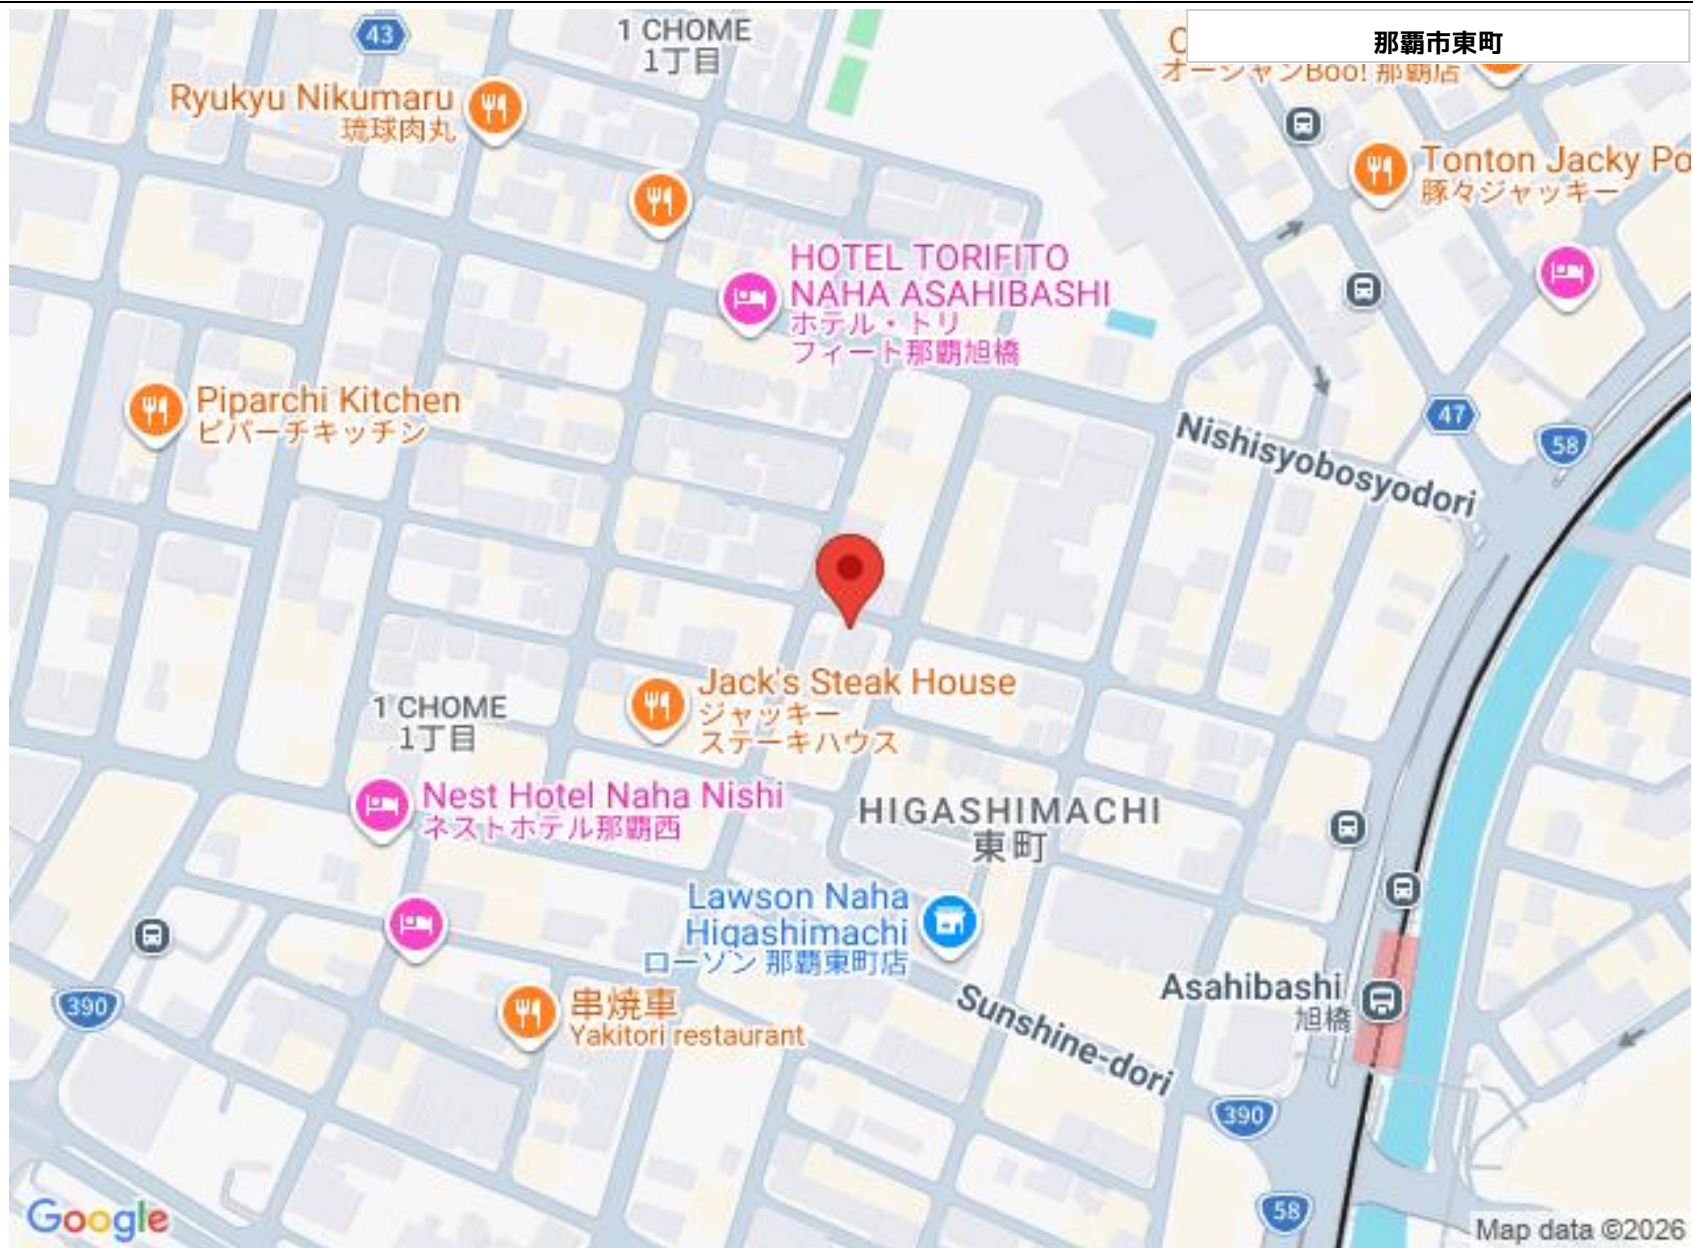 43
1 CHOME
1丁目
那覇市東町
オーシャンBoo! 那覇店
Ryukyu Nikumaru
琉球肉丸
Tonton Jacky Po
豚々ジャッキー
HOTEL TORIFITO
NAHA ASAHIBASHI
ホテル・トリ
フィート那覇旭橋
Piparchi Kitchen
ピパーチキッチン
47
58
Nishisyobosyodori
Jack's Steak House
ジャッキー
ステーキハウス
1 CHOME
1丁目
Nest Hotel Naha Nishi
ネストホテル那覇西
HIGASHIMACHI
東町
Lawson Naha
Higashimachi
ローソン 那覇東町店
Asahibashi
旭橋
390
串焼車
Yakitori restaurant
Sunshine-dori
390
58
Google
Map data ©2026